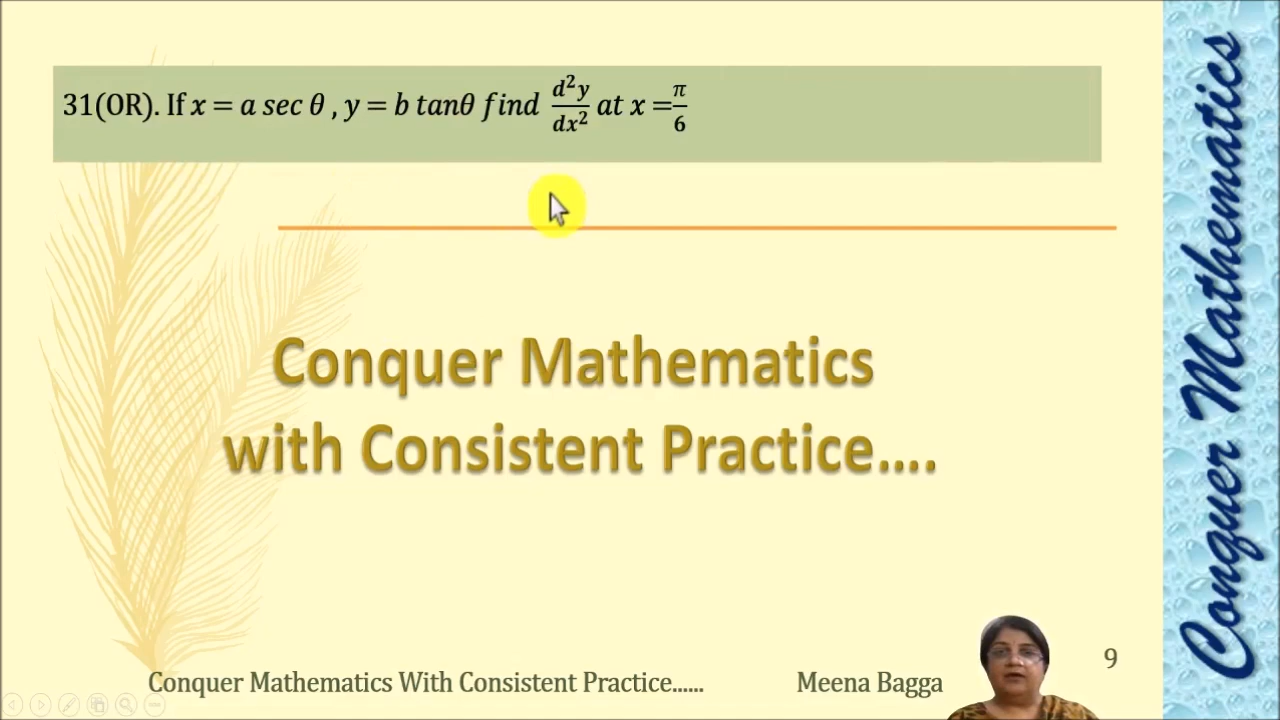 31(OR). If x = a sec θ , y = b tanθ find d²y/dx² at x =π/6
Conquer Mathematics
with Consistent Practice....
Conquer Mathematics With Consistent Practice......
Meena Bagga
9
Conquer Mathematics